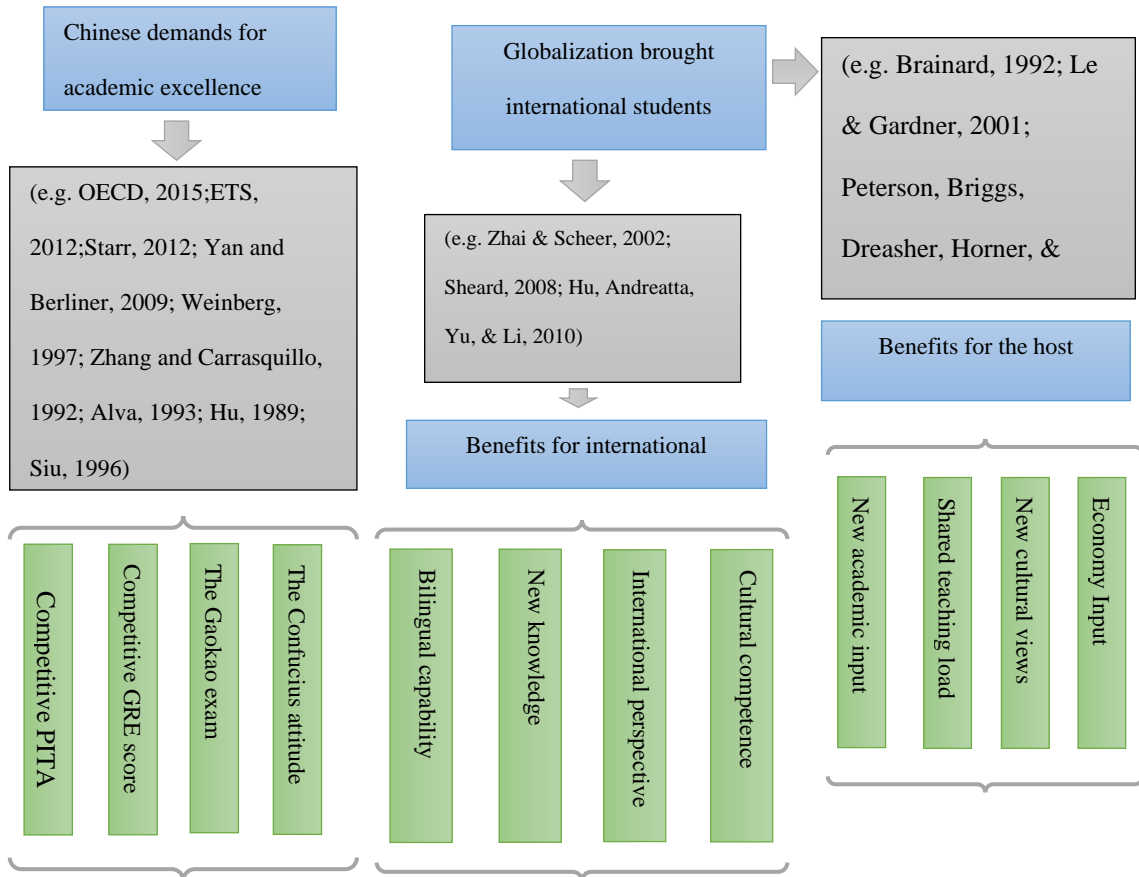 Chinese demands for
academic excellence
(e.g. OECD, 2015;ETS,
2012;Starr, 2012; Yan and
Berliner, 2009; Weinberg,
1997; Zhang and Carrasquillo,
1992; Alva, 1993; Hu, 1989;
Siu, 1996)
Competitive PITA
Competitive GRE score
The Gaokao exam
The Confucius attitude
Globalization brought
international students
(e.g. Zhai & Scheer, 2002;
Sheard, 2008; Hu, Andreatta,
Yu, & Li, 2010)
Benefits for international
Bilingual capability
New knowledge
International perspective
Cultural competence
(e.g. Brainard, 1992; Le
& Gardner, 2001;
Peterson, Briggs,
Dreasher, Horner, &
Benefits for the host
New academic input
Shared teaching load
New cultural views
Economy Input